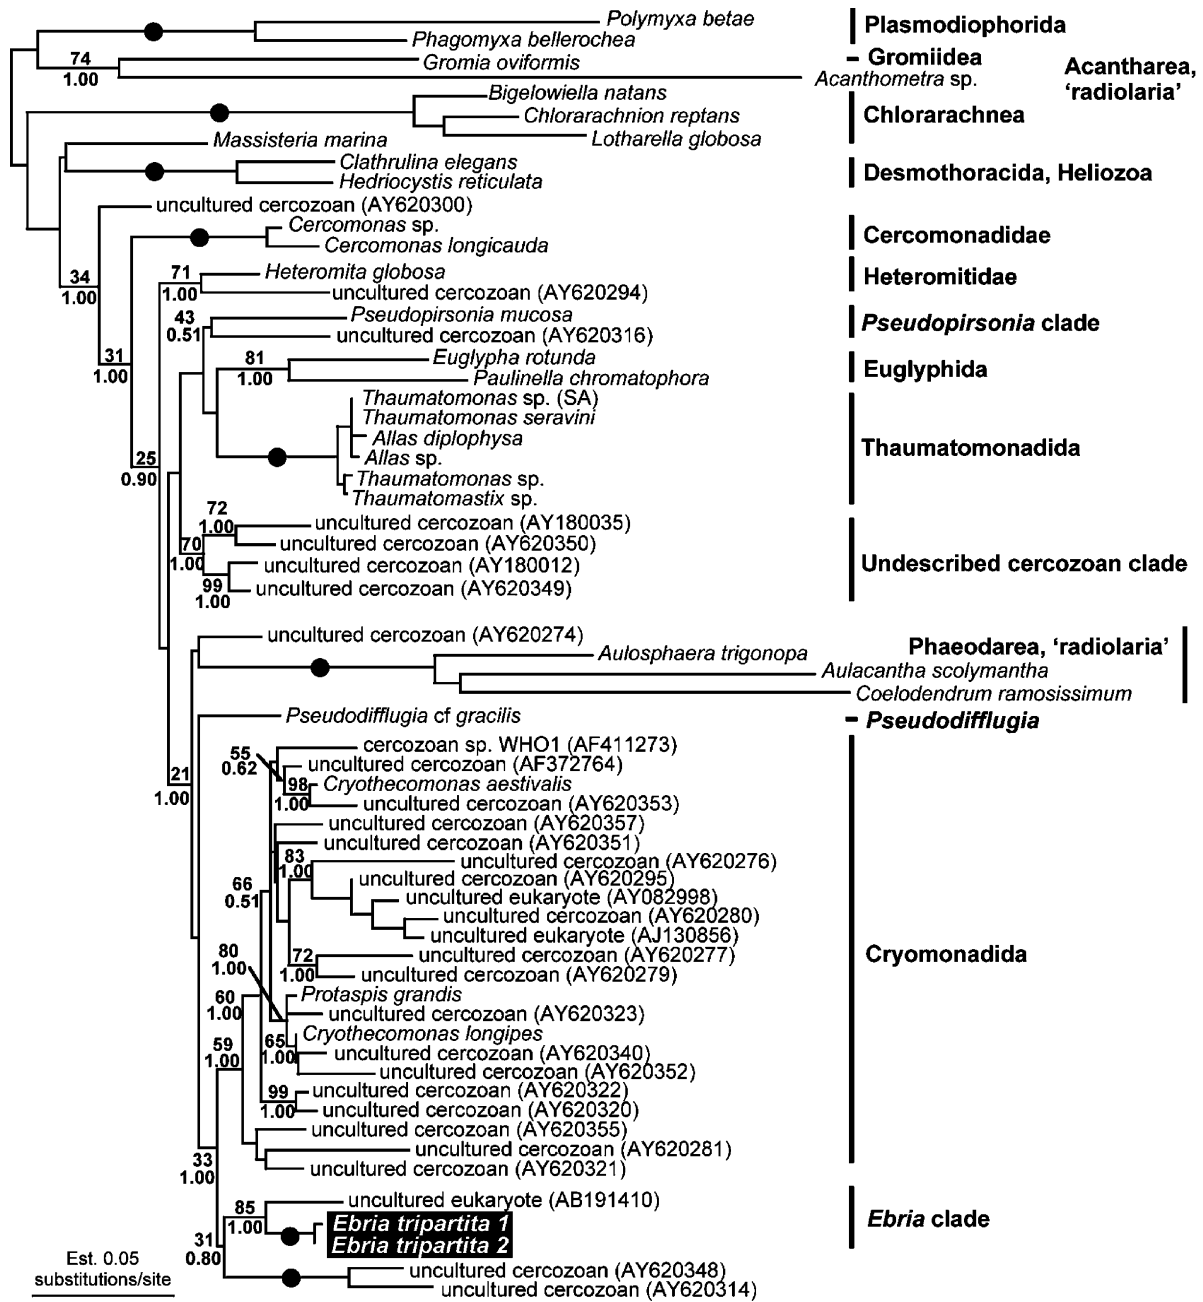 Polymyxa betae
Phagomyxa bellerochea
Plasmodiophorida
74
1.00
Gromia oviformis
Gromiidea
Acanthometra sp.
Acantharea,
'radiolaria'
Bigelowiella natans
Chlorarachnion reptans
Lotharella globosa
Chlorarachnea
Massisteria marina
Clathrulina elegans
Hedriocystis reticulata
Desmothoracida, Heliozoa
uncultured cercozoan (AY620300)
Cercomonas sp.
Cercomonas longicauda
Cercomonadidae
34
1.00
71
1.00
Heteromita globosa
uncultured cercozoan (AY620294)
Heteromitidae
43
0.51
Pseudopirsonia mucosa
uncultured cercozoan (AY620316)
Pseudopirsonia clade
31
1.00
81
1.00
Euglypha rotunda
Paulinella chromatophora
Euglyphida
Thaumatomonas sp. (SA)
Thaumatomonas seravini
Allas diplophysa
Allas sp.
Thaumatomonas sp.
Thaumatomastix sp.
Thaumatomonadida
25
0.90
72
1.00
uncultured cercozoan (AY180035)
uncultured cercozoan (AY620350)
70
1.00
uncultured cercozoan (AY180012)
99
1.00
uncultured cercozoan (AY620349)
Undescribed cercozoan clade
uncultured cercozoan (AY620274)
Aulosphaera trigonopa
Aulacantha scolymantha
Coelodendrum ramosissimum
Phaeodarea, 'radiolaria'
Pseudodifflugia cf gracilis
Pseudodifflugia
21
1.00
cercozoan sp. WHO1 (AF411273)
55
0.62
uncultured cercozoan (AF372764)
98
1.00
Cryothecomonas aestivalis
uncultured cercozoan (AY620353)
uncultured cercozoan (AY620357)
uncultured cercozoan (AY620351)
83
1.00
uncultured cercozoan (AY620276)
uncultured cercozoan (AY620295)
66
0.51
uncultured eukaryote (AY082998)
uncultured cercozoan (AY620280)
uncultured eukaryote (AJ130856)
72
1.00
uncultured cercozoan (AY620277)
uncultured cercozoan (AY620279)
Cryomonadida
80
1.00
Protaspis grandis
uncultured cercozoan (AY620323)
60
1.00
Cryothecomonas longipes
65
1.00
uncultured cercozoan (AY620340)
uncultured cercozoan (AY620352)
59
1.00
99
1.00
uncultured cercozoan (AY620322)
uncultured cercozoan (AY620320)
uncultured cercozoan (AY620355)
uncultured cercozoan (AY620281)
uncultured cercozoan (AY620321)
33
1.00
uncultured eukaryote (AB191410)
85
1.00
Ebria tripartita 1
Ebria tripartita 2
Ebria clade
31
0.80
uncultured cercozoan (AY620348)
uncultured cercozoan (AY620314)
Est. 0.05
substitutions/site